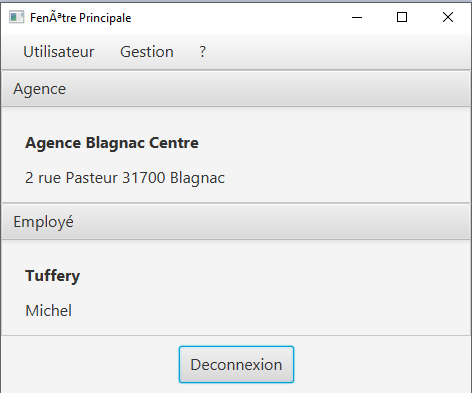 FenÃªtre Principale
Utilisateur Gestion ?
Agence
Agence Blagnac Centre
2 rue Pasteur 31700 Blagnac
Employé
Tuffery
Michel
Deconnexion